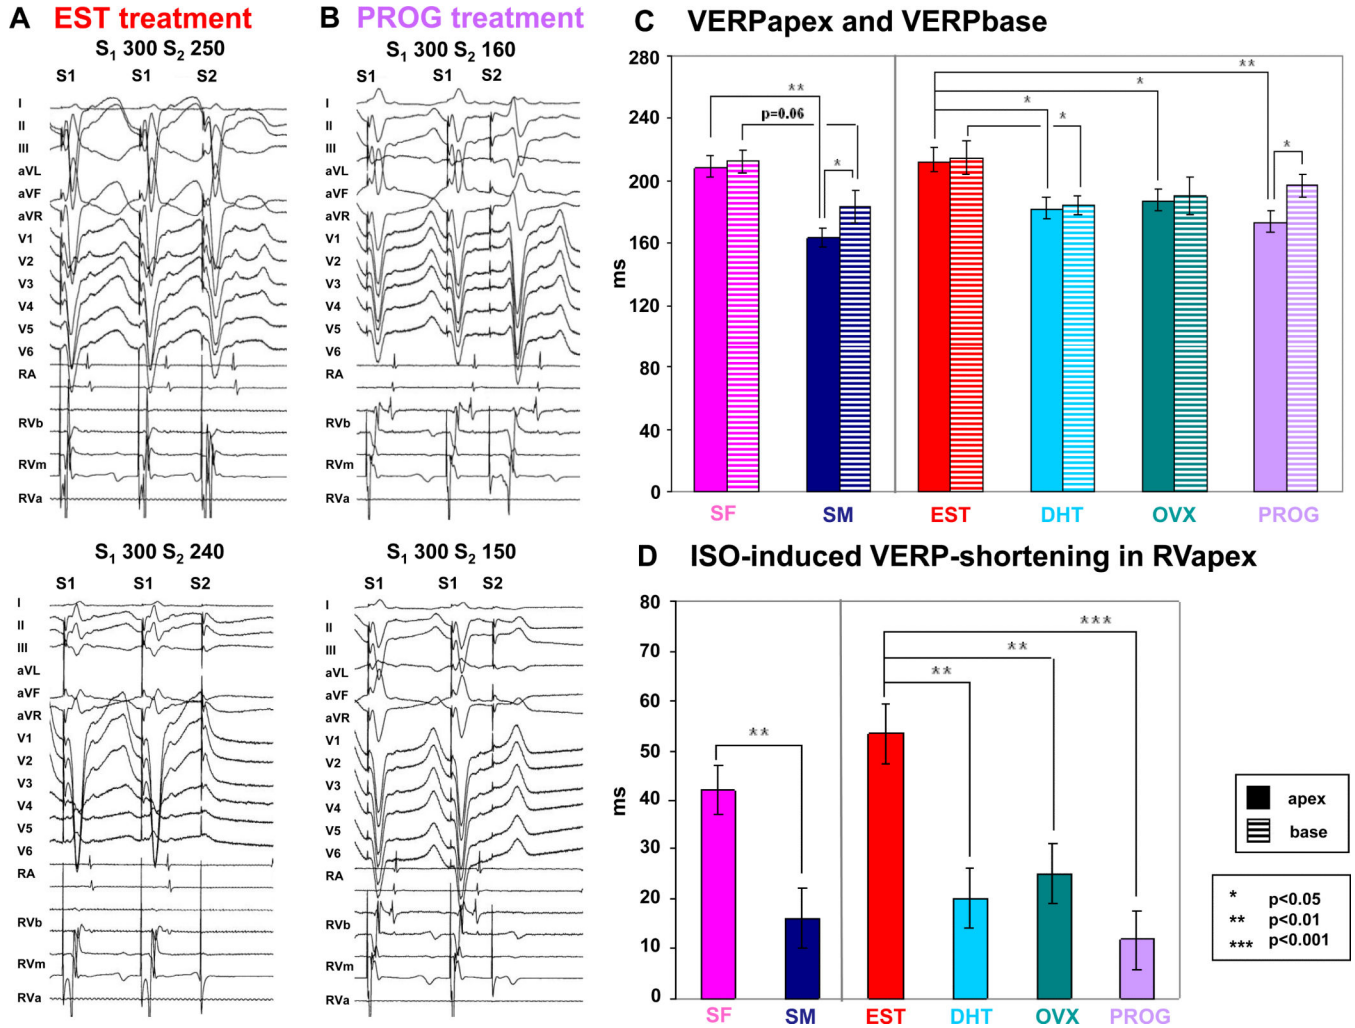 A EST treatment
S1 300 S2 250
S1 S1 S2
I
II
III
aVL
aVF
aVR
V1
V2
V3
V4
V5
V6
RA
RVb
RVm
RVa
S1 300 S2 240
S1 S1 S2
I
II
III
aVL
aVF
aVR
V1
V2
V3
V4
V5
V6
RA
RVb
RVm
RVa
B PROG treatment
S1 300 S2 160
S1 S1 S2
I
II
III
aVL
aVF
aVR
V1
V2
V3
V4
V5
V6
RA
RVb
RVm
RVa
S1 300 S2 150
S1 S1 S2
I
II
III
aVL
aVF
aVR
V1
V2
V3
V4
V5
V6
RA
RVb
RVm
RVa
C VERPapex and VERPbase
280
240
200
160
120
80
40
0
ms
** p=0.06 *
** * * * *
SF SM EST DHT OVX PROG
D ISO-induced VERP-shortening in RVapex
80
70
60
50
40
30
20
10
0
ms
** *** ** **
SF SM EST DHT OVX PROG
apex
base
* p<0.05
** p<0.01
*** p<0.001